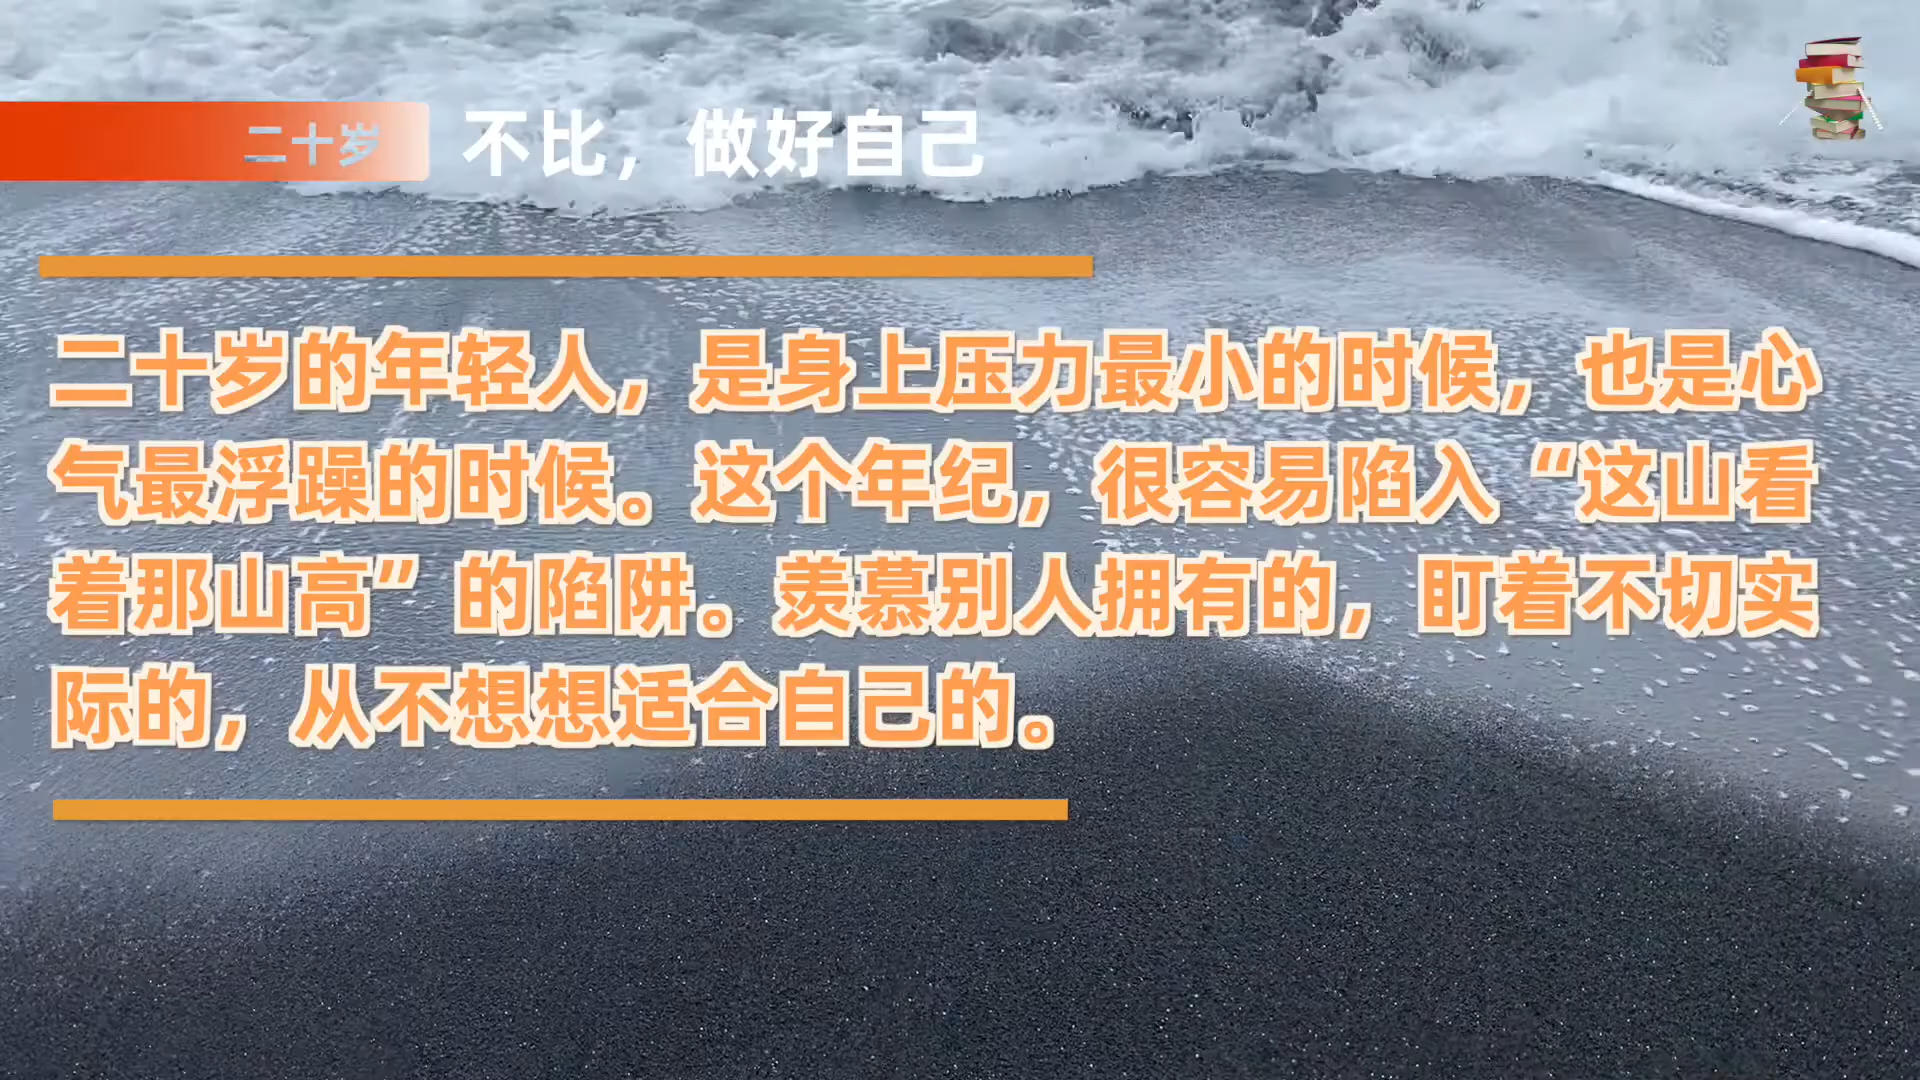 二十岁 不比，做好自己
二十岁的年轻人，是身上压力最小的时候，也是心
气最浮躁的时候。这个年纪，很容易陷入“这山看
着那山高”的陷阱。羡慕别人拥有的，盯着不切实
际的，从不想想适合自己的。